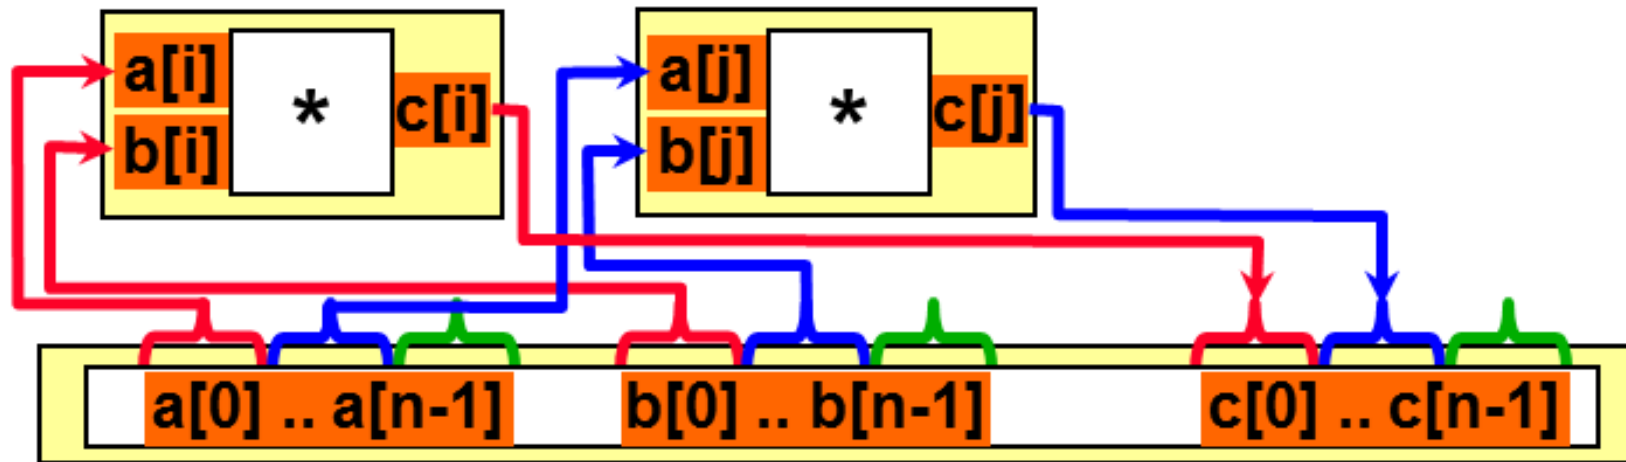 a[i] * c[i] a[j] * c[j]
b[i] b[j]
a[0] .. a[n-1] b[0] .. b[n-1] c[0] .. c[n-1]